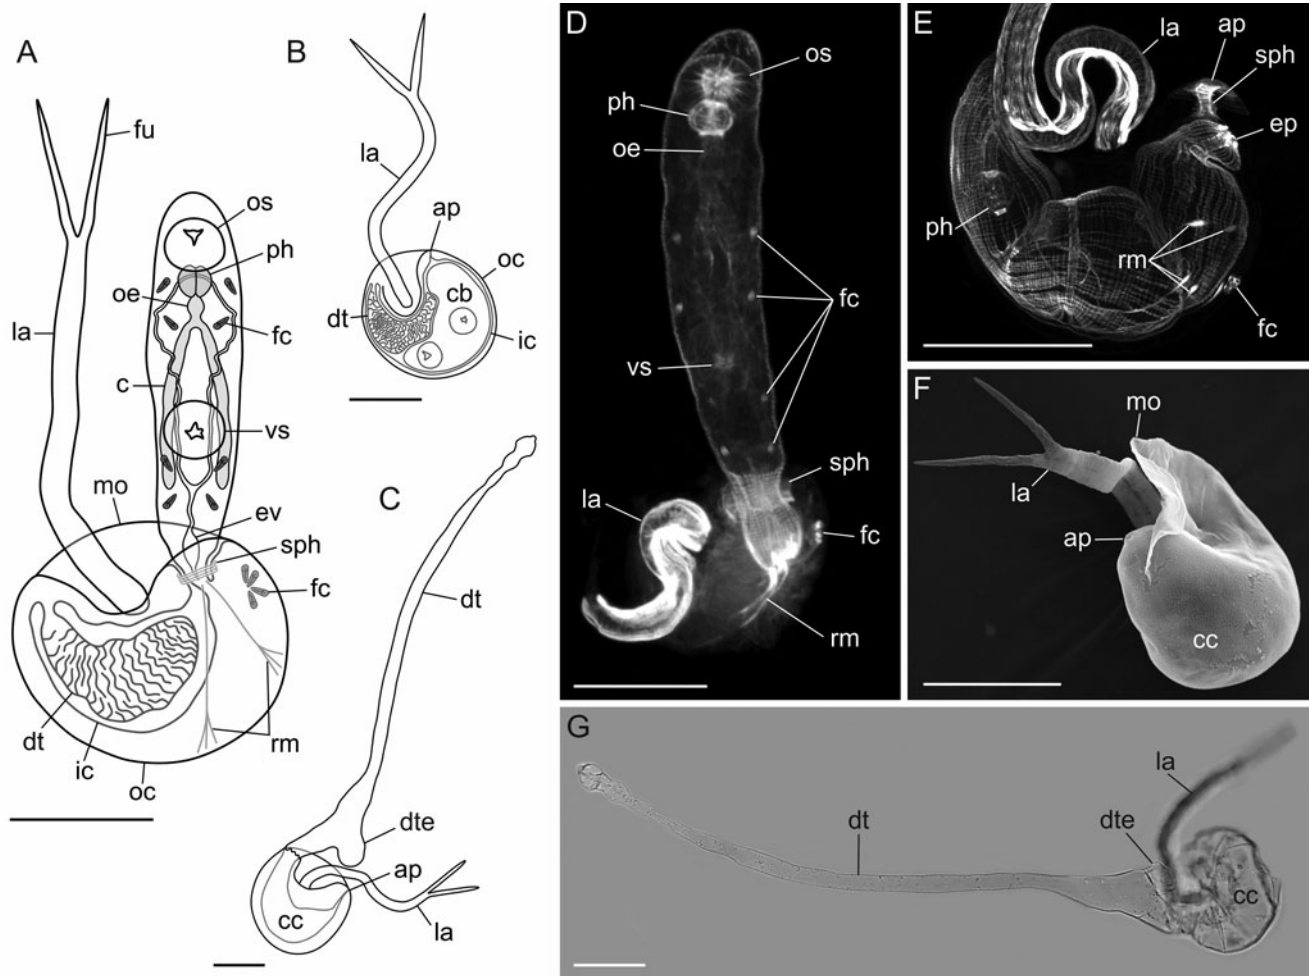 A
fu
os
ph
oe
la
fc
c
vs
mo
ev
sph
fc
dt
ic
oc
rm
B
la
ap
oc
cb
dt
ic
C
dt
dte
ap
cc
la
D
os
ph
oe
fc
vs
sph
la
fc
rm
E
la
ap
sph
ep
ph
rm
fc
F
mo
la
ap
cc
G
la
dt
dte
cc